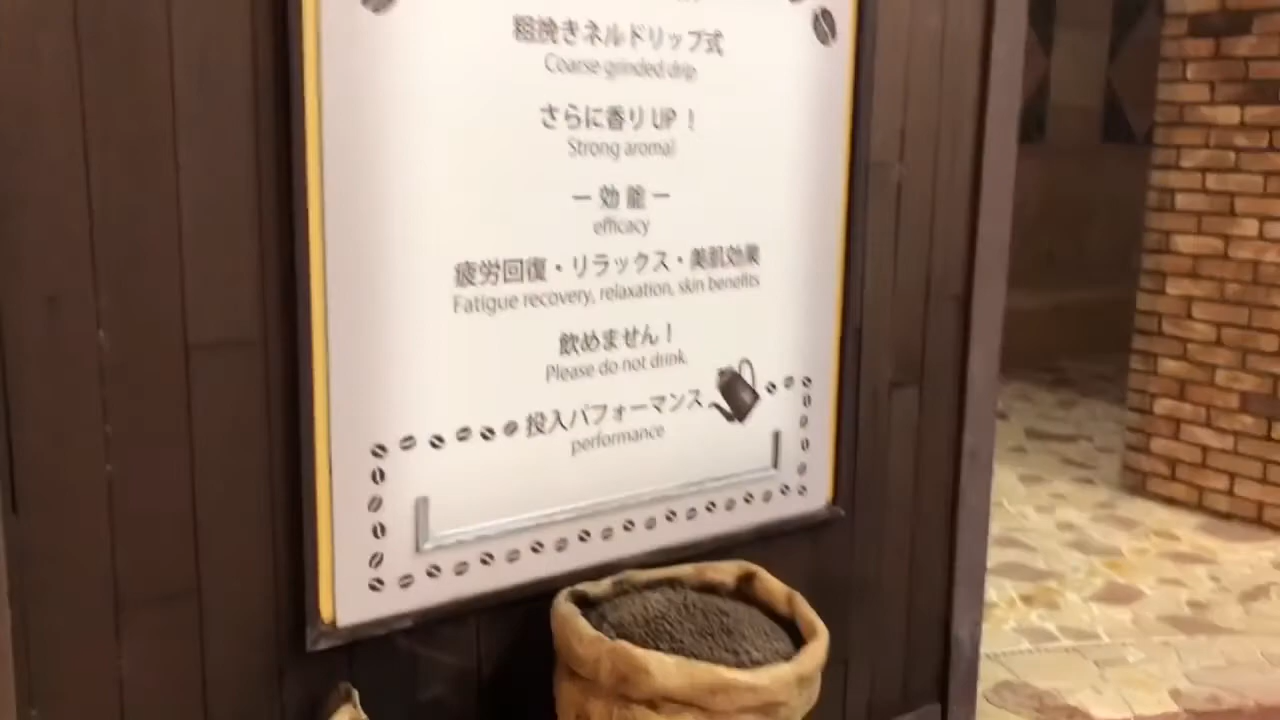 粗挽きネルドリップ式
Coarse grinded drip
さらに香り UP！
Strong aroma!
ー 効 能 ー
efficacy
疲労回復・リラックス・美肌効果
Fatigue recovery, relaxation, skin benefits
飲めません！
Please do not drink.
投入パフォーマンス
performance